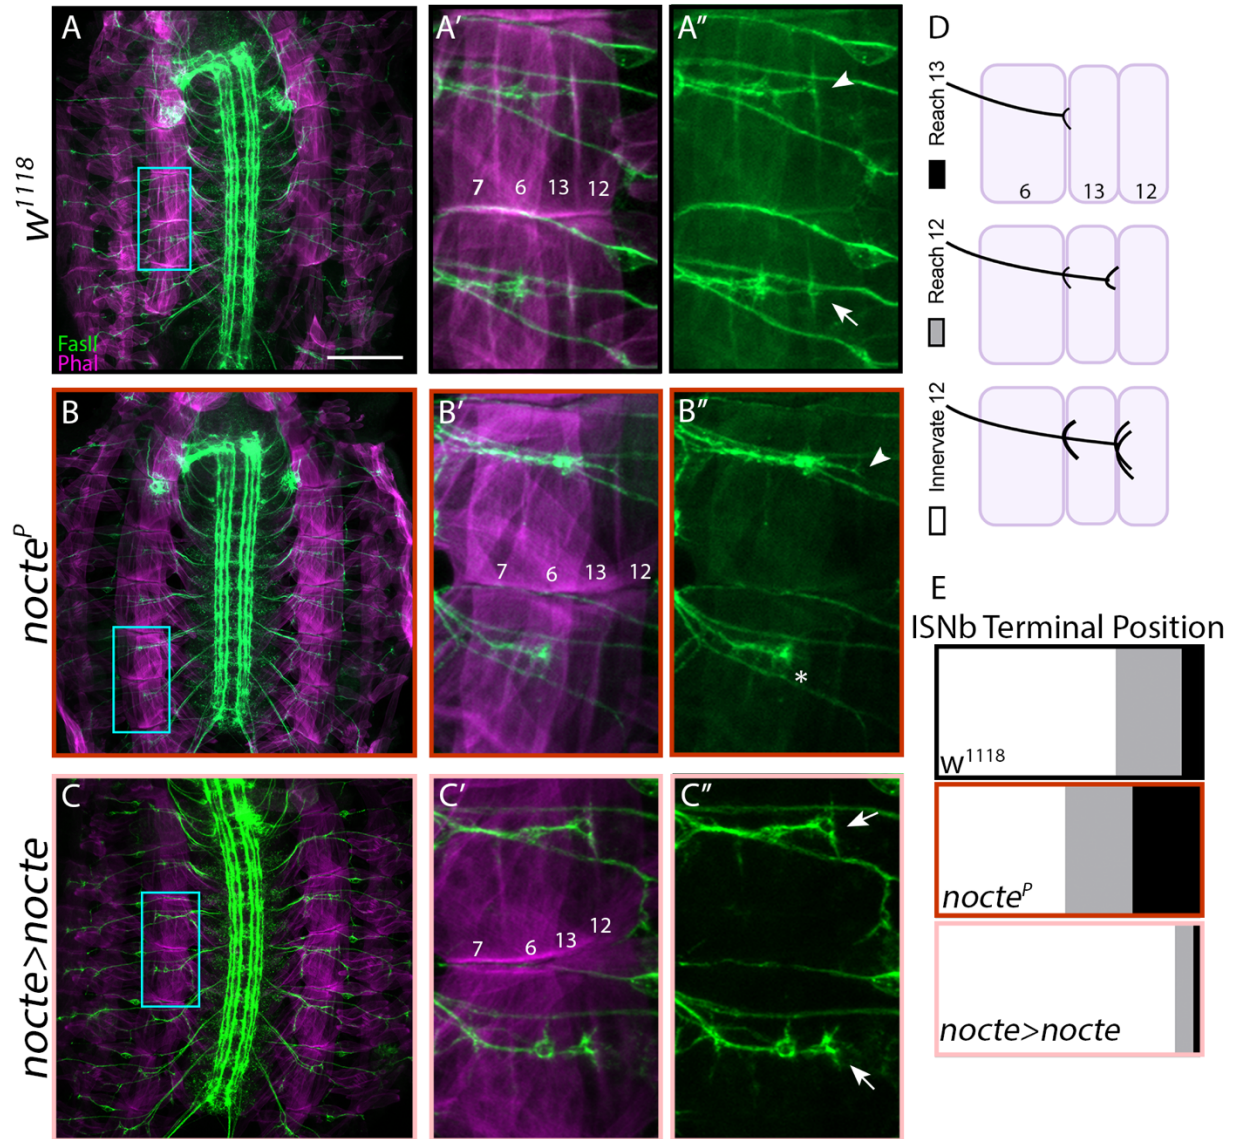 A
A′
A″
w¹¹¹⁸
FasII
Phal
7 6 13 12
B
B′
B″
nocteᴾ
7 6 13 12
*
C
C′
C″
nocte>nocte
7 6 13 12
D
Reach 13
6 13 12
Reach 12
Innervate 12
E
ISNb Terminal Position
w¹¹¹⁸
nocteᴾ
nocte>nocte